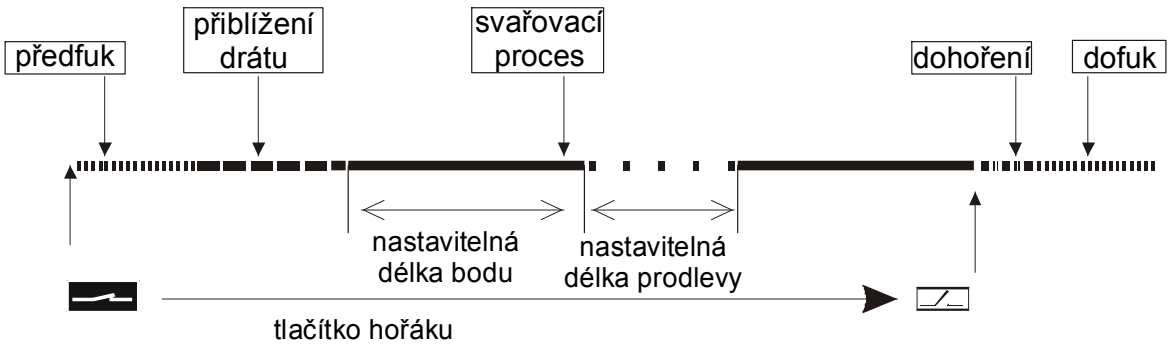 předfuk
přiblížení
drátu
svařovací
proces
dohoření
dofuk
nastavitelná
délka bodu
nastavitelná
délka prodlevy
tlačítko hořáku